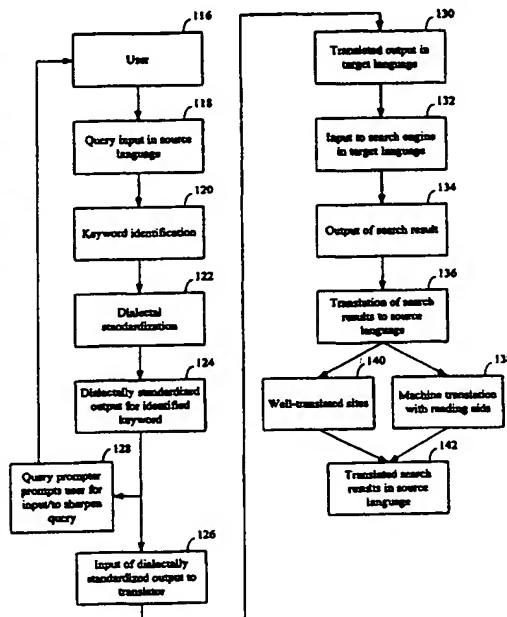 116
User
118
Query input in source
language
120
Keyword identification
122
Dialectal
standardization
124
Dialectally standardized
output for identified
keyword
128
Query prompter
prompts user for
input/to sharpen
query
126
Input of dialectally
standardized output to
translator
130
Translated output in
target language
132
Input to search engine
in target language
134
Output of search result
136
Translation of search
results to source
language
140
Well-translated sites
138
Machine translation
with reading aids
142
Translated search
results in source
language